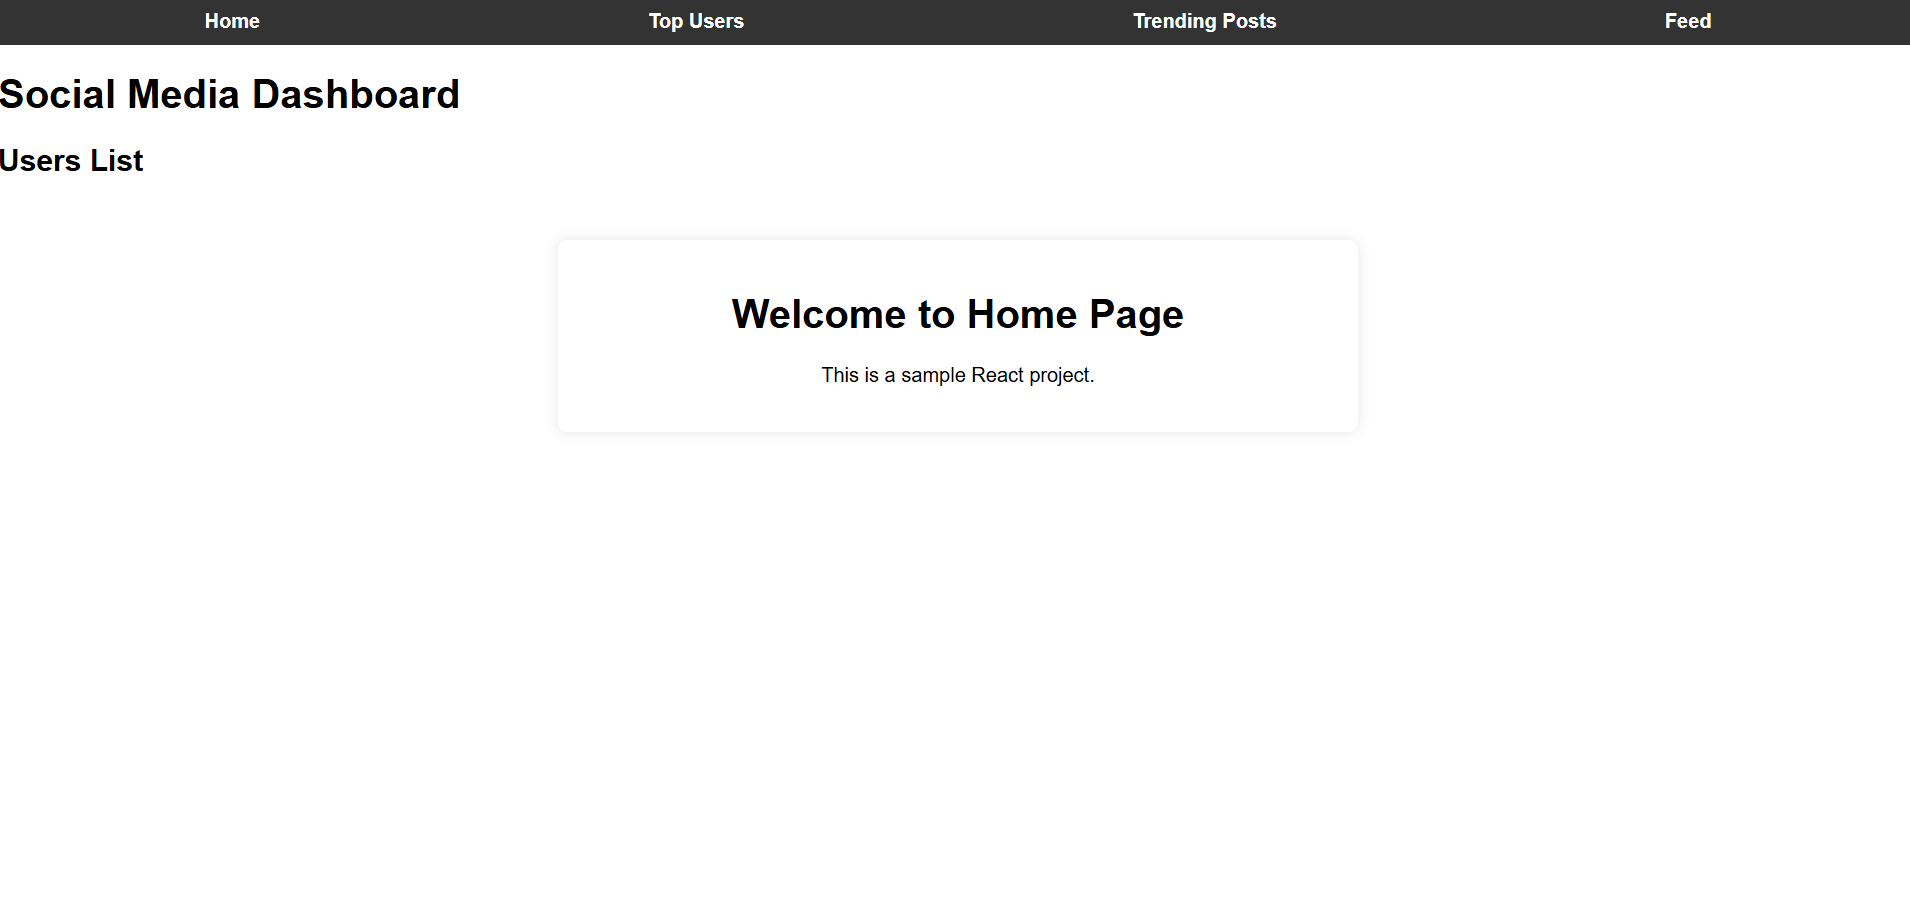 Home Top Users Trending Posts Feed
Social Media Dashboard
Users List
Welcome to Home Page
This is a sample React project.